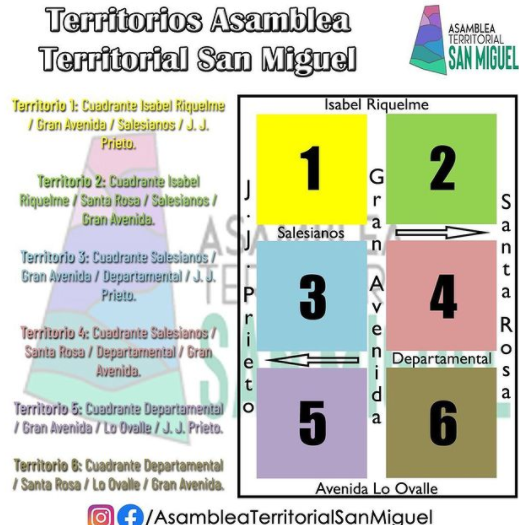 Territorios Asamblea
Territorial San Miguel
ASAMBLEA
TERRITORIAL
SAN MIGUEL
Territorio 1: Cuadrante Isabel Riquelme
/ Gran Avenida / Salesianos / J. J.
Prieto.
Territorio 2: Cuadrante Isabel
Riquelme / Santa Rosa / Salesianos /
Gran Avenida.
Territorio 3: Cuadrante Salesianos /
Gran Avenida / Departamental / J. J.
Prieto.
Territorio 4: Cuadrante Salesianos /
Santa Rosa / Departamental / Gran
Avenida.
Territorio 5: Cuadrante Departamental
/ Gran Avenida / Lo Ovalle / J. J. Prieto.
Territorio 6: Cuadrante Departamental
/ Santa Rosa / Lo Ovalle / Gran Avenida.
Isabel Riquelme
1
2
J. J. Prieto
Gran Avenida
Santa Rosa
Salesianos
3
4
Departamental
5
6
Avenida Lo Ovalle
/AsambleaTerritorialSanMiguel